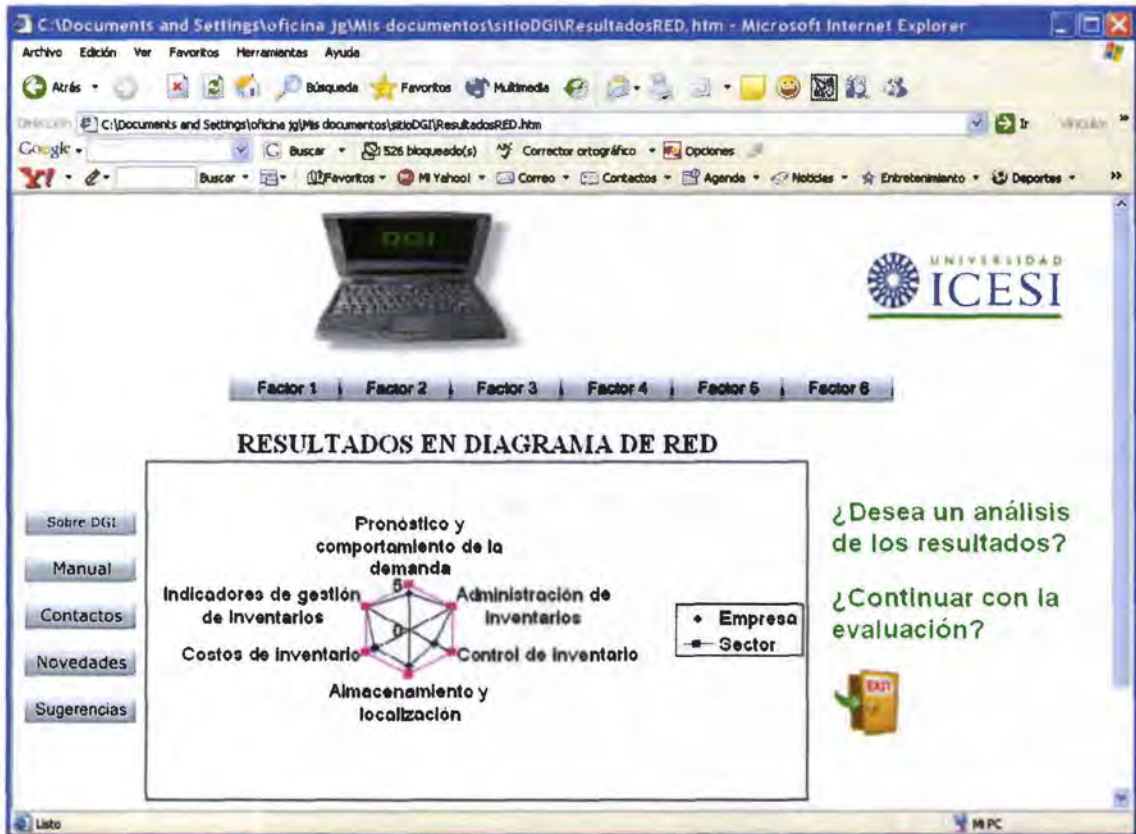 C:\Documents and Settings\oficina jg\Mis documentos\sitioDGI\ResultadosRED.htm - Microsoft Internet Explorer
Archivo Edición Ver Favoritos Herramientas Ayuda
Atrás Búsqueda Favoritos Multimedia
Dirección C:\Documents and Settings\oficina jg\Mis documentos\sitioDGI\ResultadosRED.htm Ir Vínculos »
Google Buscar 526 bloqueado(s) Corrector ortográfico Opciones
Y! Buscar Favoritos Mi Yahoo! Correo Contactos Agenda Noticias Entretenimiento Deportes »
DGI
UNIVERSIDAD
ICESI
Factor 1 Factor 2 Factor 3 Factor 4 Factor 5 Factor 6
RESULTADOS EN DIAGRAMA DE RED
Sobre DGI
Manual
Contactos
Novedades
Sugerencias
Pronóstico y
comportamiento de la
demanda
5
Indicadores de gestión
de Inventarios
Administración de
Inventarios
0
Costos de inventario
Control de inventario
Almacenamiento y
localización
Empresa
Sector
¿Desea un análisis
de los resultados?
¿Continuar con la
evaluación?
EXIT
Listo
Mi PC